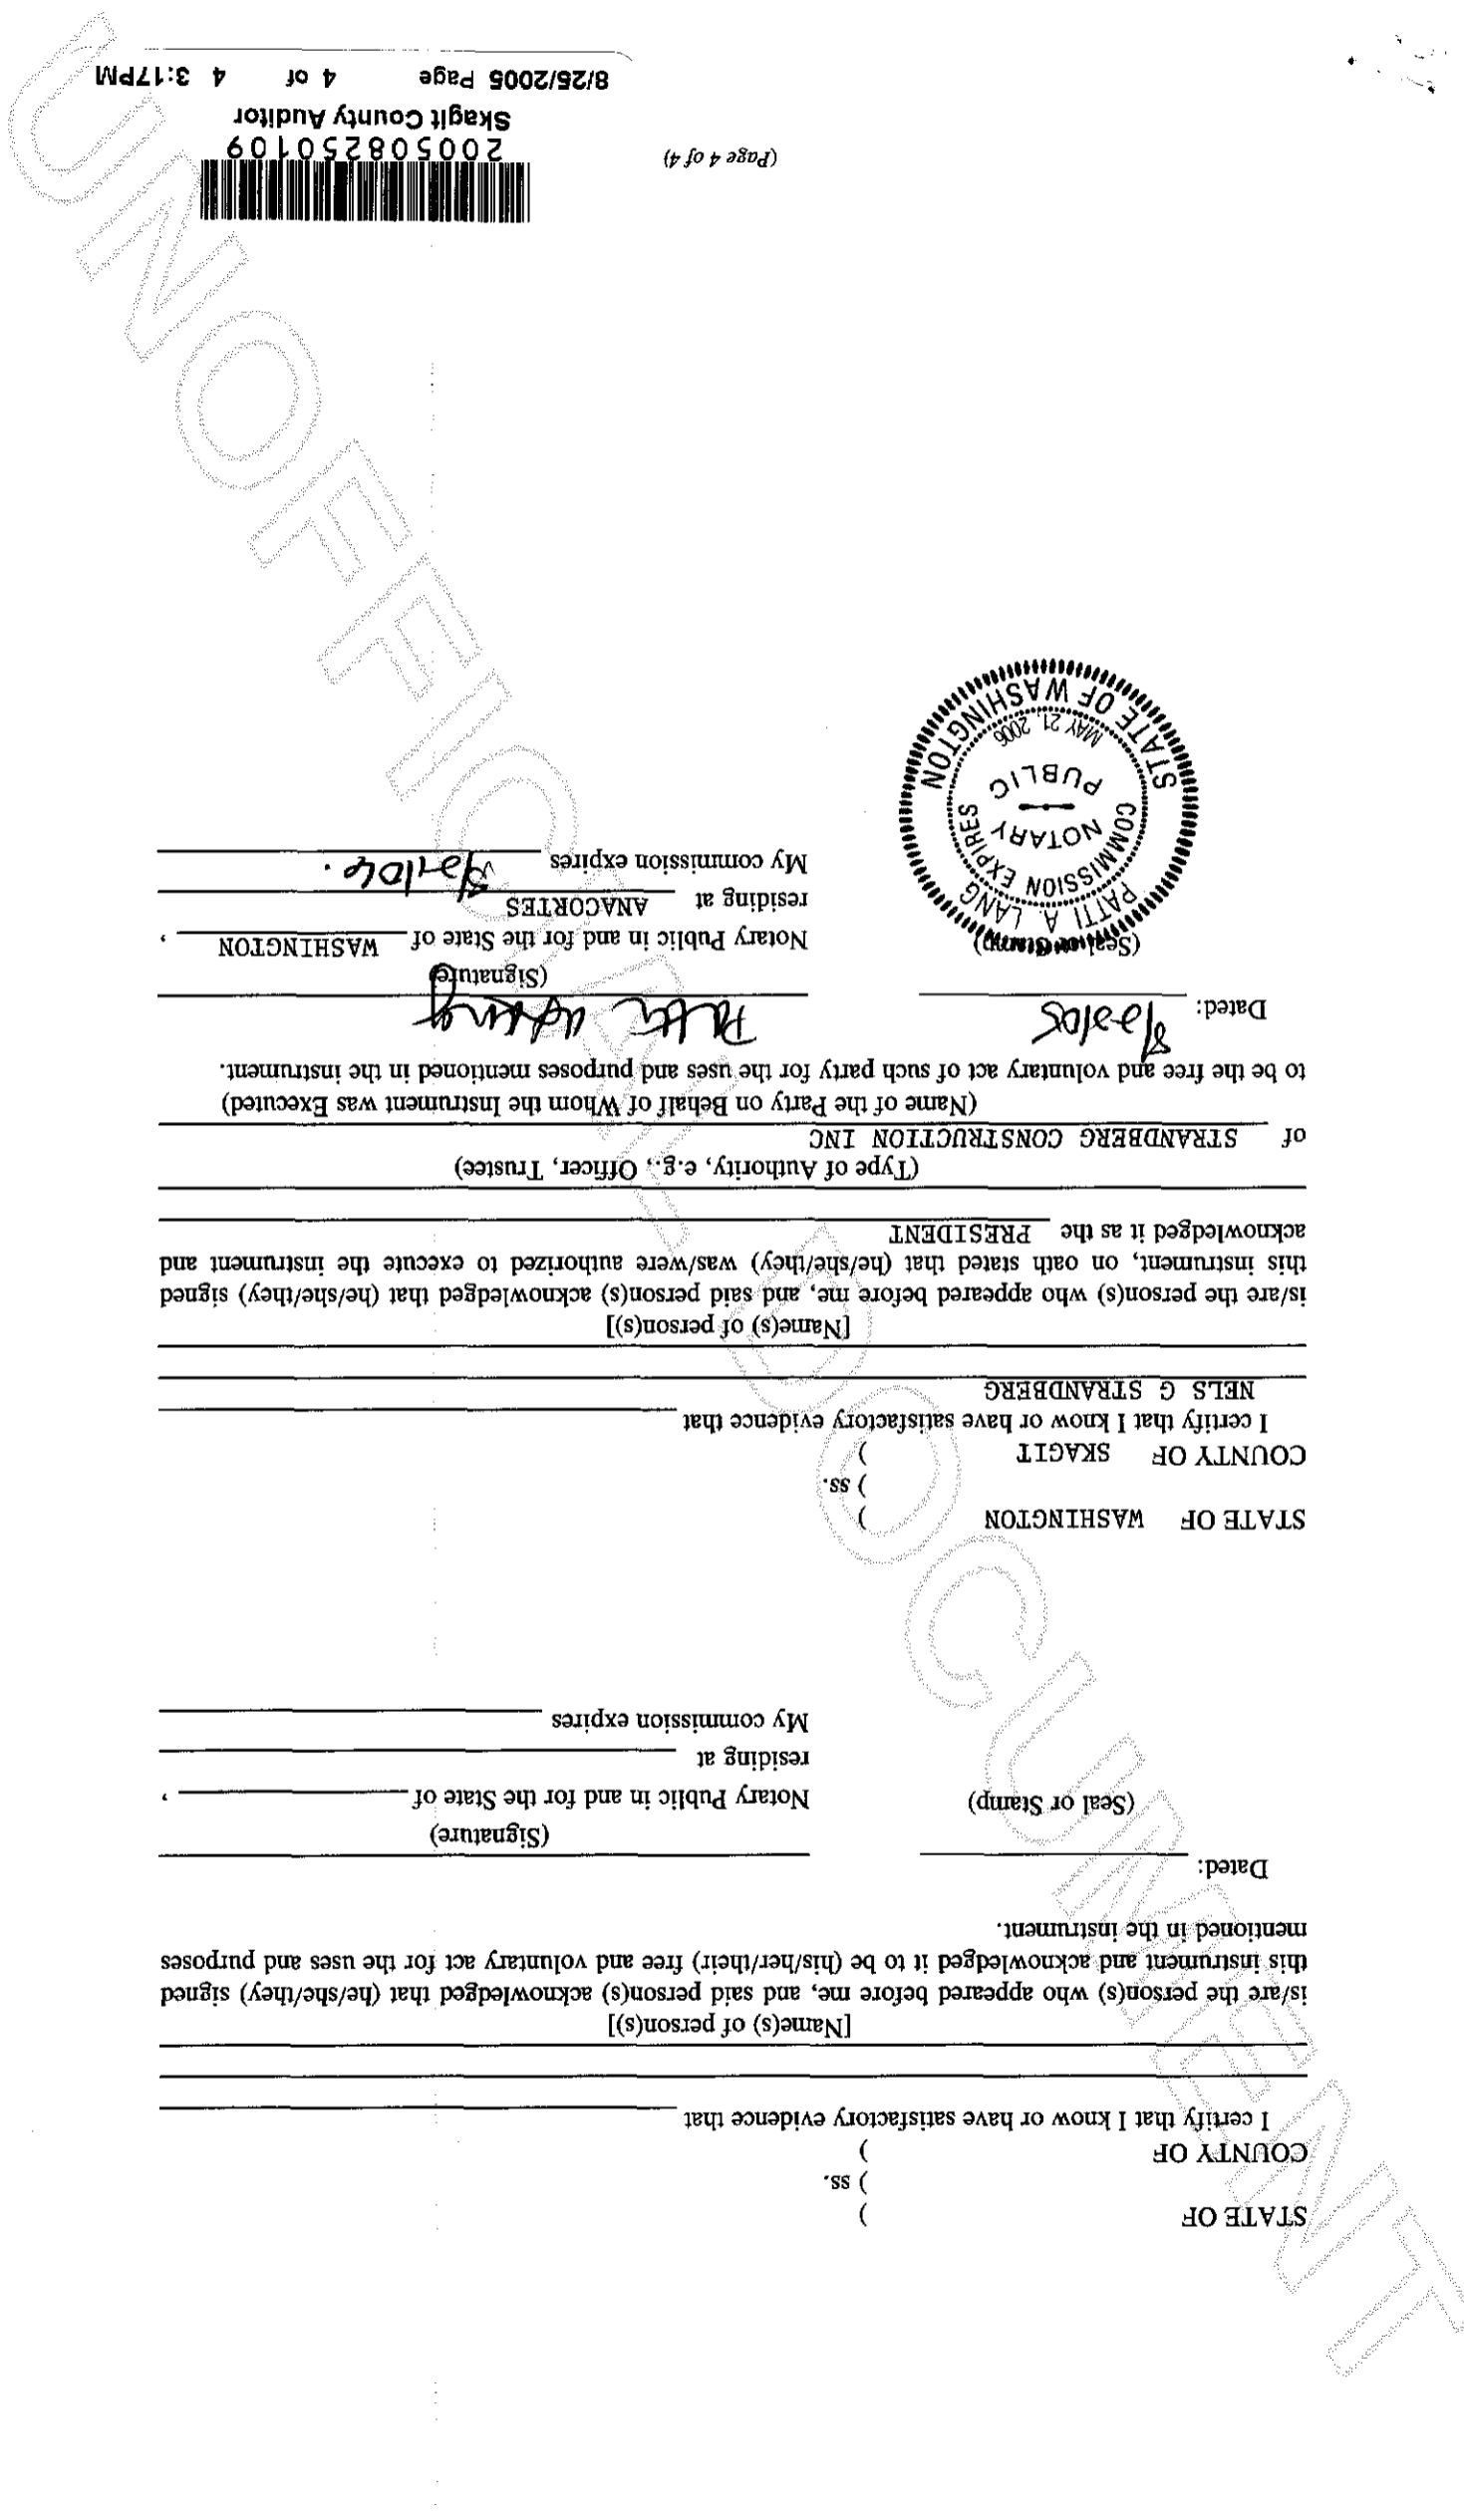 STATE OF )
) ss.
COUNTY OF )
I certify that I know or have satisfactory evidence that
[Name(s) of person(s)]
is/are the person(s) who appeared before me, and said person(s) acknowledged that (he/she/they) signed
this instrument and acknowledged it to be (his/her/their) free and voluntary act for the uses and purposes
mentioned in the instrument.
Dated:
(Signature)
(Seal or Stamp)
Notary Public in and for the State of ,
residing at
My commission expires
STATE OF WASHINGTON )
) ss.
COUNTY OF SKAGIT )
I certify that I know or have satisfactory evidence that
NELS G STRANDBERG
[Name(s) of person(s)]
is/are the person(s) who appeared before me, and said person(s) acknowledged that (he/she/they) signed
this instrument, on oath stated that (he/she/they) was/were authorized to execute the instrument and
acknowledged it as the PRESIDENT
(Type of Authority, e.g., Officer, Trustee)
of STRANDBERG CONSTRUCTION INC
(Name of the Party on Behalf of Whom the Instrument was Executed)
to be the free and voluntary act of such party for the uses and purposes mentioned in the instrument.
Dated:
(Signature)
(Seal or Stamp)
Notary Public in and for the State of WASHINGTON ,
residing at ANACORTES
My commission expires
PATTI A. LANG
COMMISSION EXPIRES
NOTARY
PUBLIC
MAY 21, 2006
STATE OF WASHINGTON
(Page 4 of 4)
200508250109
Skagit County Auditor
8/25/2005 Page 4 of 4 3:17PM
UNOFFICIAL DOCUMENT